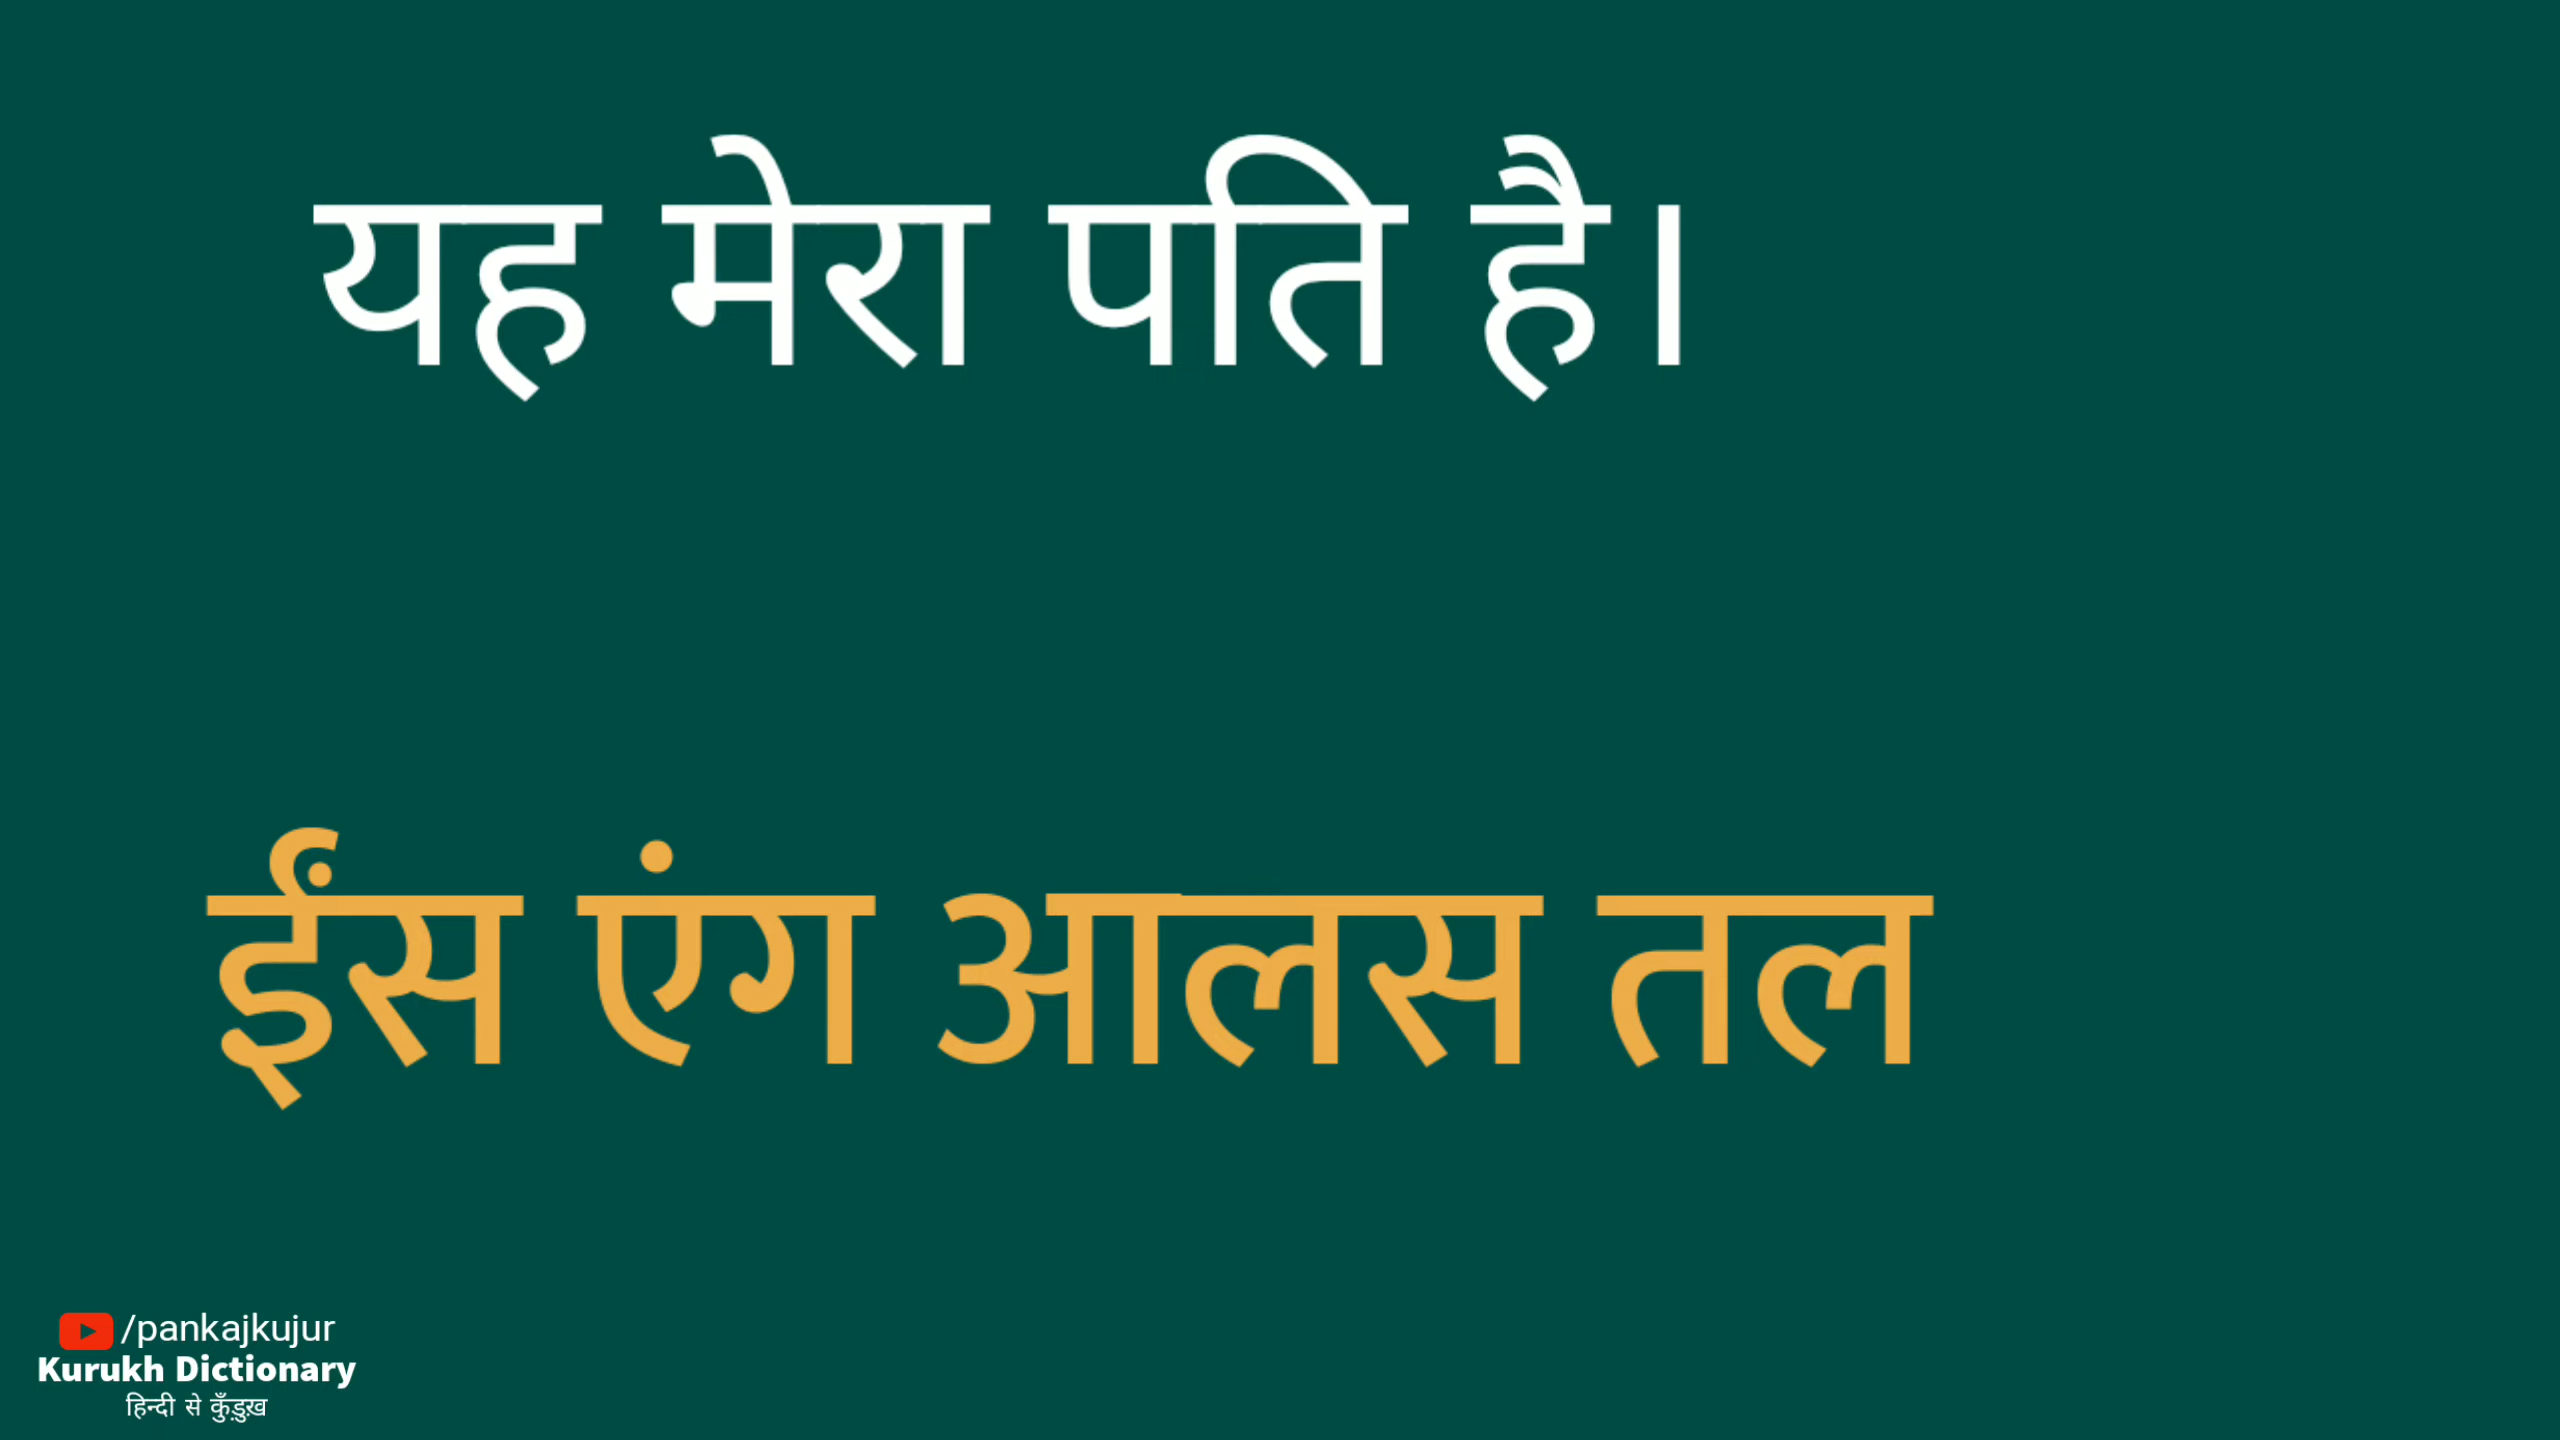 यह मेरा पति है।
ईंस एंग आलस तल
/pankajkujur
Kurukh Dictionary
हिन्दी से कुँड़ुख़